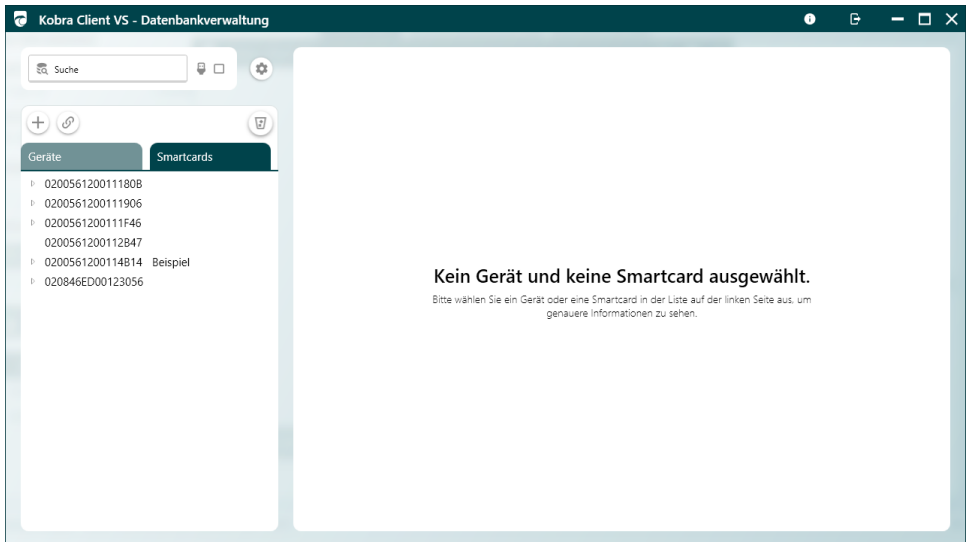 Kobra Client VS - Datenbankverwaltung
Suche
Geräte
Smartcards
020056120011180B
0200561200111906
0200561200111F46
0200561200112B47
0200561200114B14 Beispiel
020846ED00123056
Kein Gerät und keine Smartcard ausgewählt.
Bitte wählen Sie ein Gerät oder eine Smartcard in der Liste auf der linken Seite aus, um
genauere Informationen zu sehen.